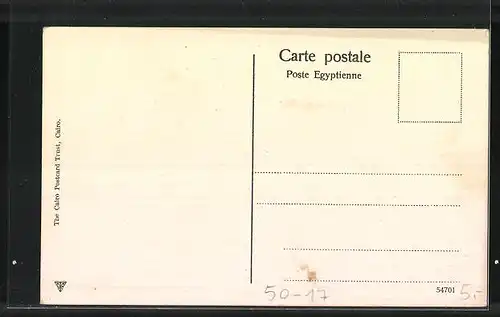 Carte postale
Poste Egyptienne
The Cairo Postcard Trust, Cairo.
54701
50-17
5.-